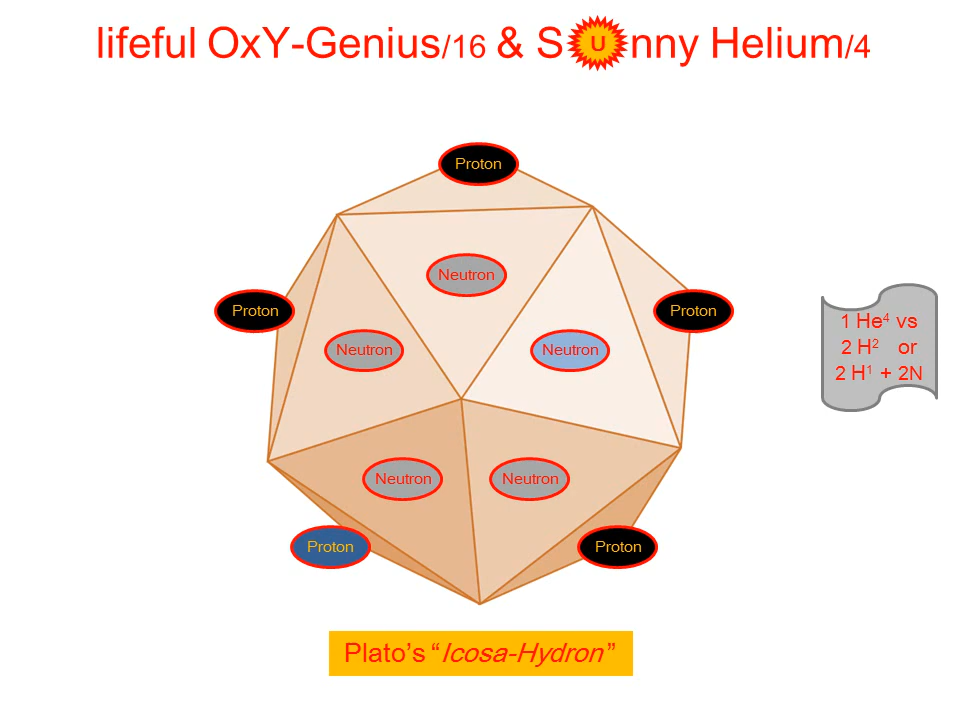 lifeful OxY-Genius/16 & SUnny Helium/4
Proton
Neutron
Proton
Proton
Neutron
Neutron
1 He⁴ vs
2 H² or
2 H¹ + 2N
Neutron
Neutron
Proton
Proton
Plato’s “Icosa-Hydron”